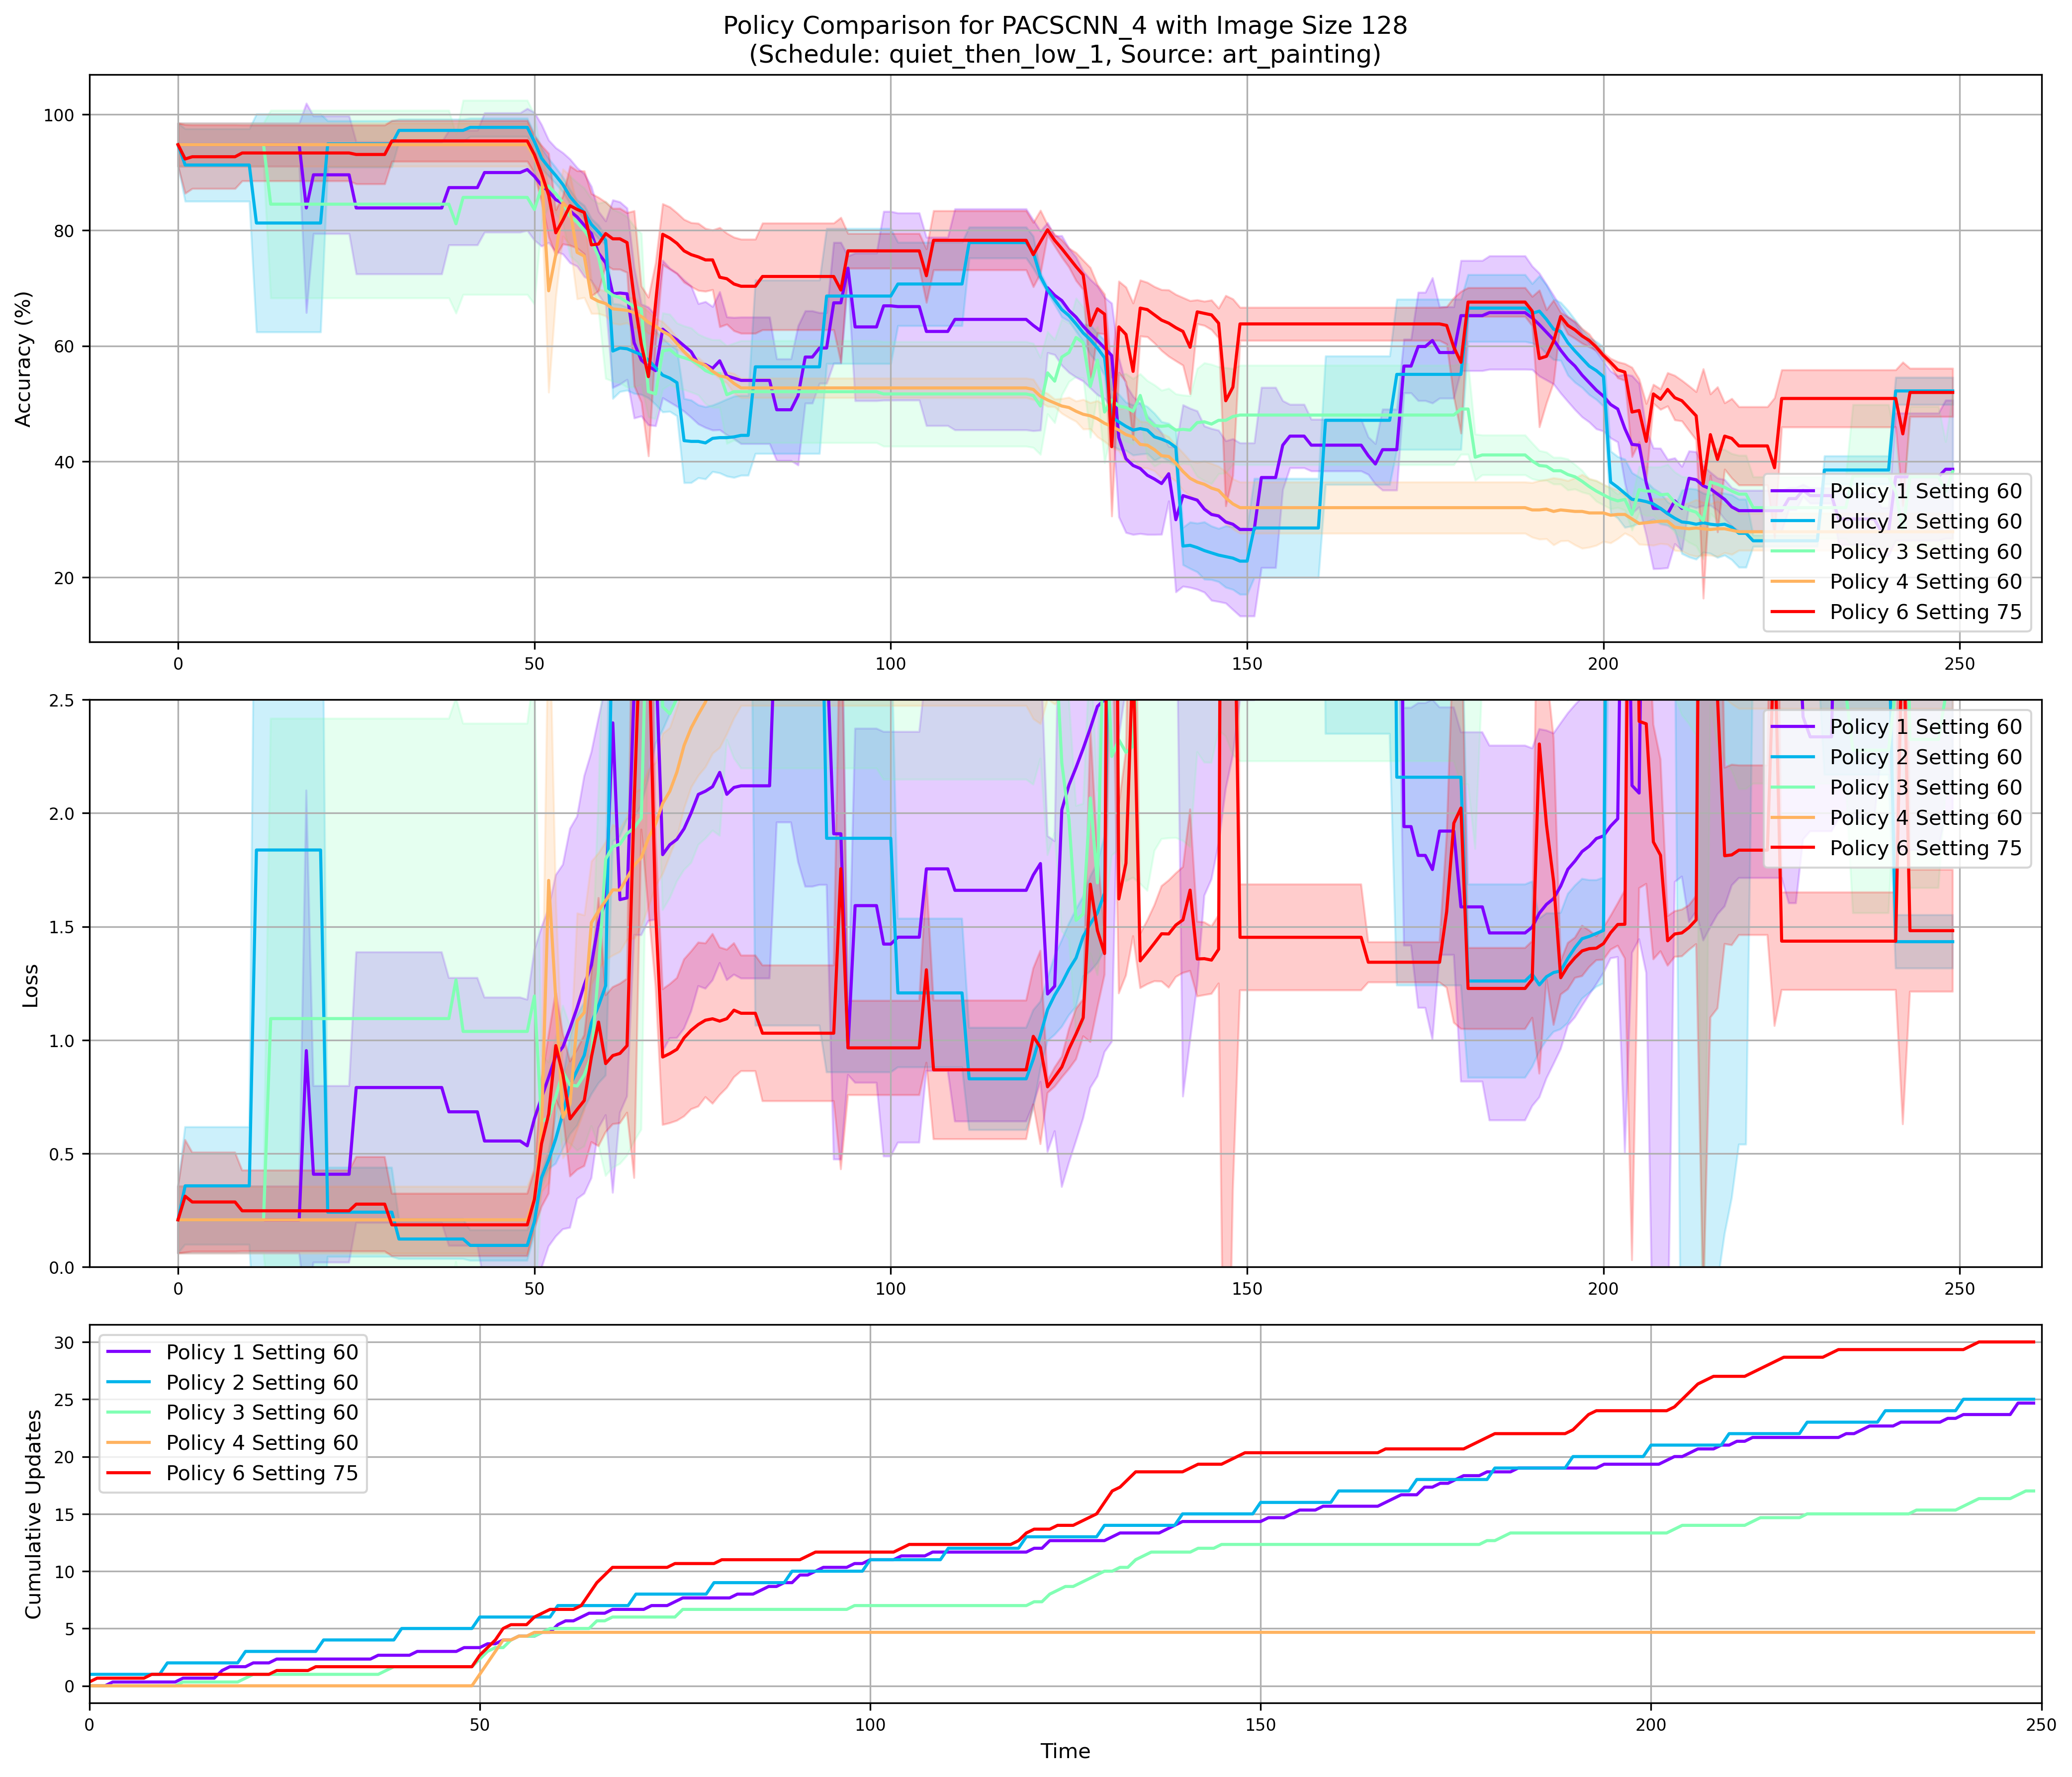 Policy Comparison for PACSCNN_4 with Image Size 128
(Schedule: quiet_then_low_1, Source: art_painting)
Accuracy (%)
100
80
60
40
20
0
50
100
150
200
250
Policy 1 Setting 60
Policy 2 Setting 60
Policy 3 Setting 60
Policy 4 Setting 60
Policy 6 Setting 75
Loss
2.5
2.0
1.5
1.0
0.5
0.0
0
50
100
150
200
250
Policy 1 Setting 60
Policy 2 Setting 60
Policy 3 Setting 60
Policy 4 Setting 60
Policy 6 Setting 75
Cumulative Updates
30
25
20
15
10
5
0
Policy 1 Setting 60
Policy 2 Setting 60
Policy 3 Setting 60
Policy 4 Setting 60
Policy 6 Setting 75
0
50
100
150
200
250
Time